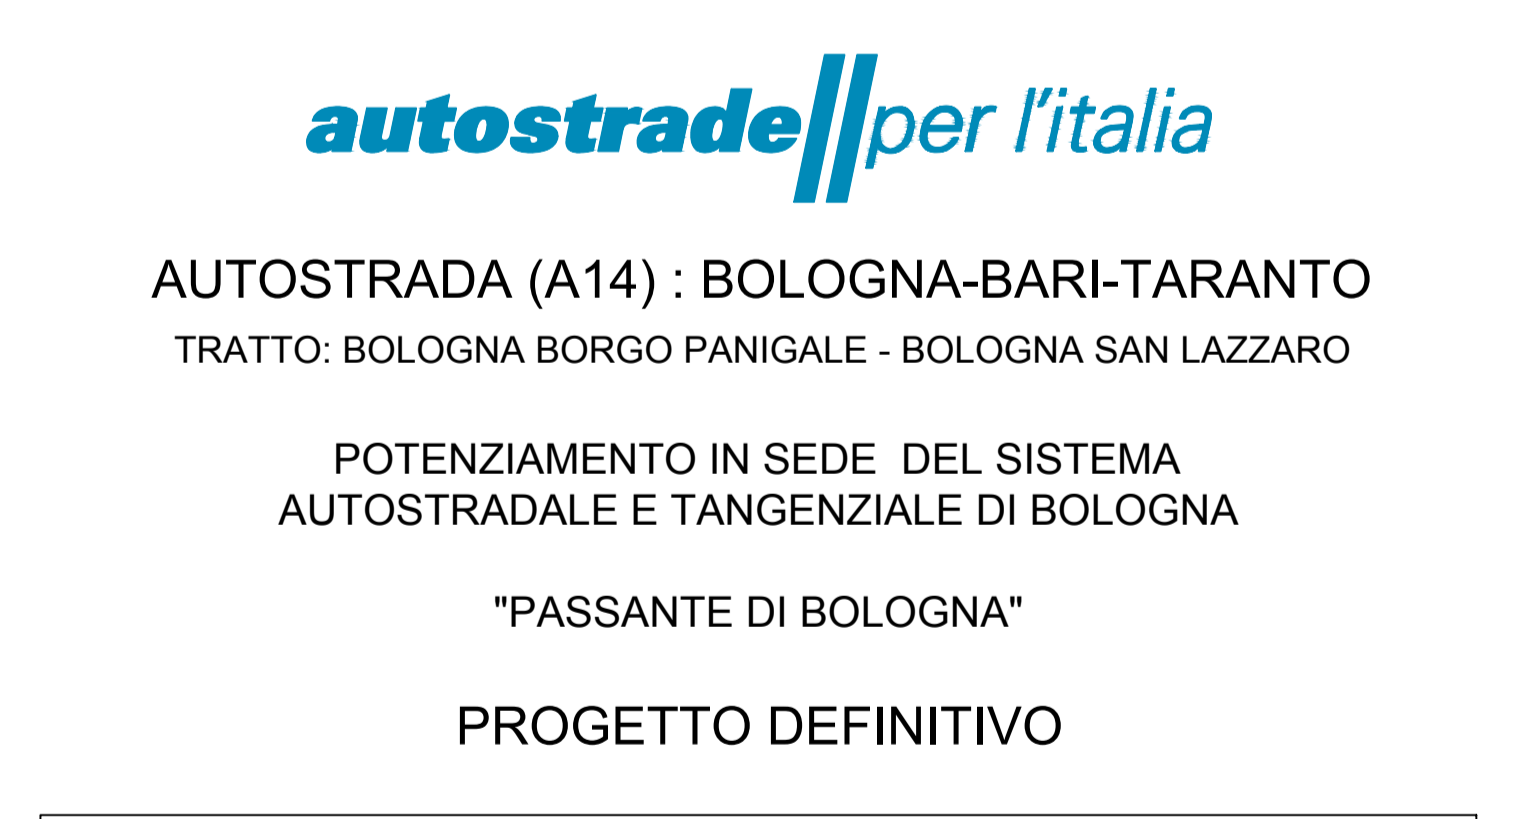 autostrade per l'italia
AUTOSTRADA (A14) : BOLOGNA-BARI-TARANTO
TRATTO: BOLOGNA BORGO PANIGALE - BOLOGNA SAN LAZZARO
POTENZIAMENTO IN SEDE DEL SISTEMA
AUTOSTRADALE E TANGENZIALE DI BOLOGNA
"PASSANTE DI BOLOGNA"
PROGETTO DEFINITIVO